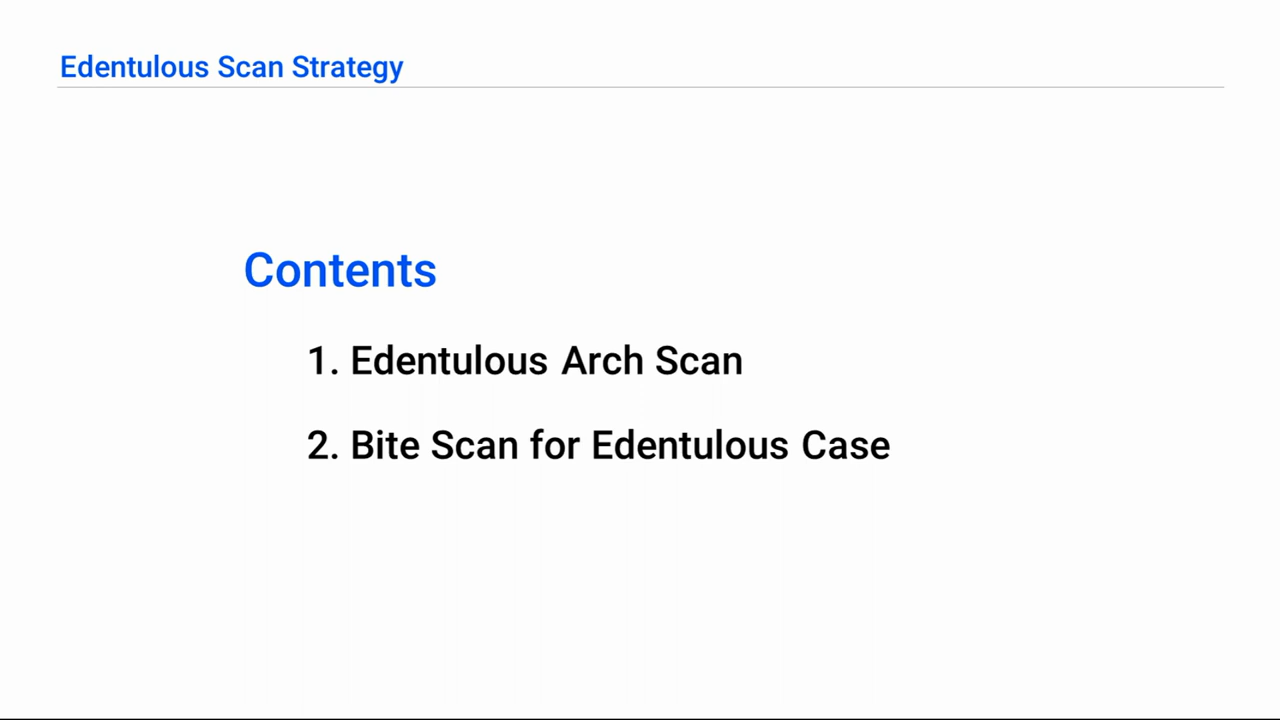 Edentulous Scan Strategy
Contents
1. Edentulous Arch Scan
2. Bite Scan for Edentulous Case